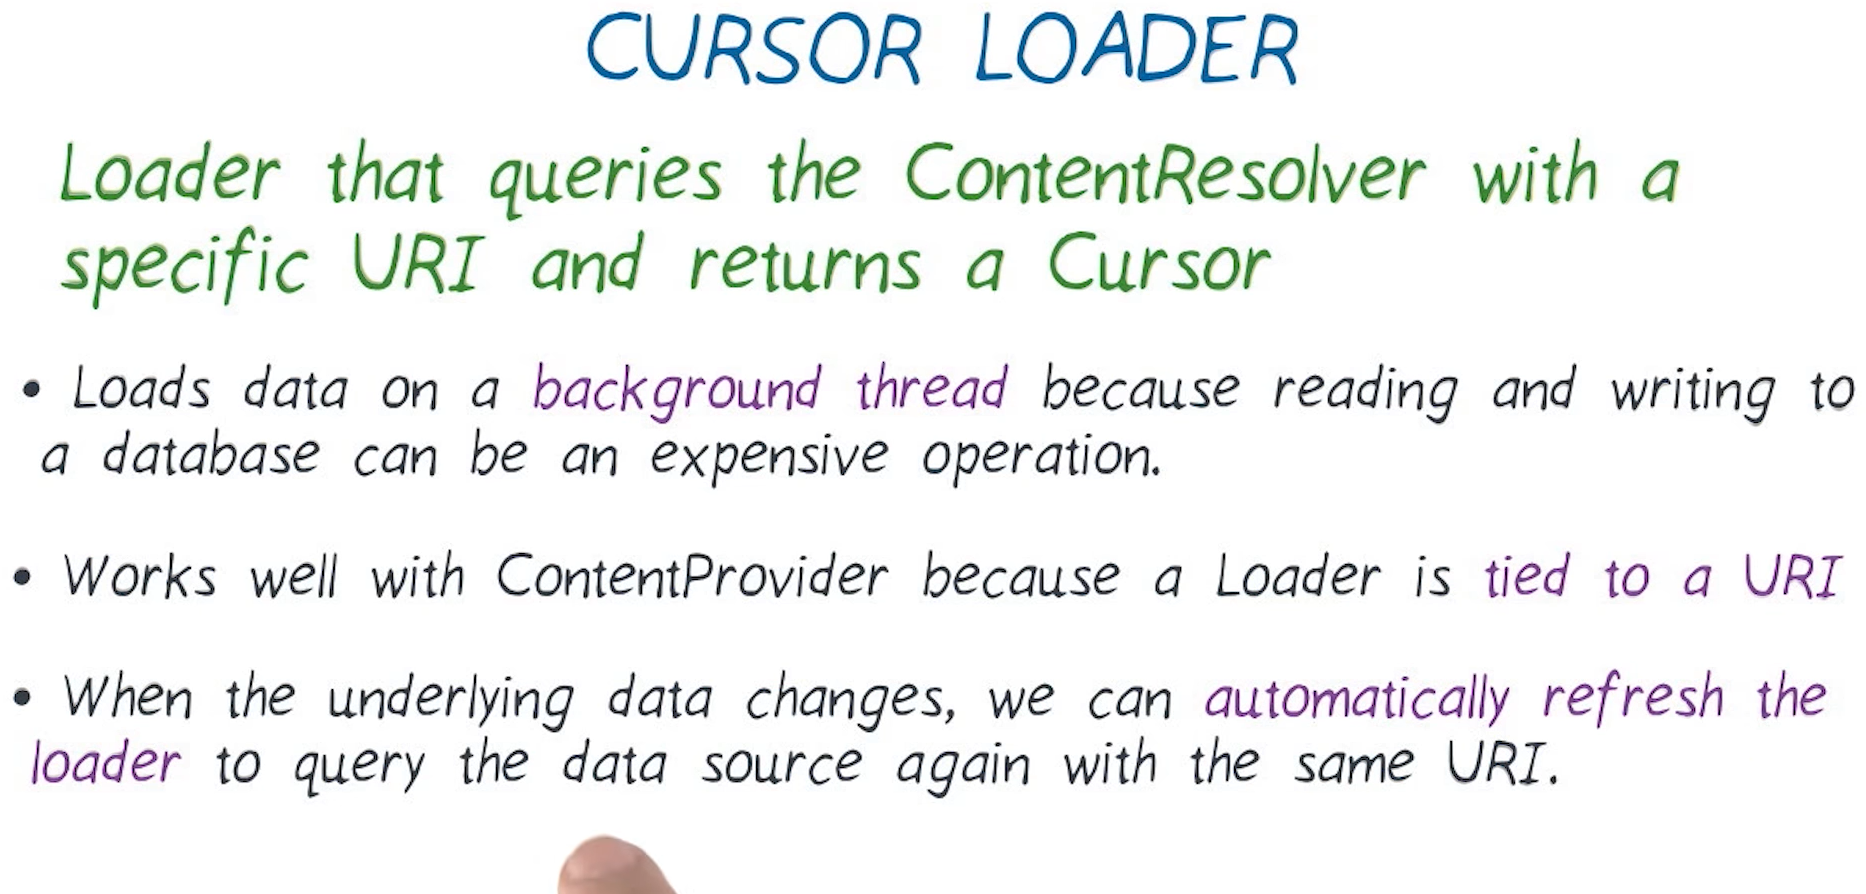 CURSOR LOADER
Loader that queries the ContentResolver with a
specific URI and returns a Cursor
• Loads data on a background thread because reading and writing to
a database can be an expensive operation.
• Works well with ContentProvider because a Loader is tied to a URI
• When the underlying data changes, we can automatically refresh the
loader to query the data source again with the same URI.